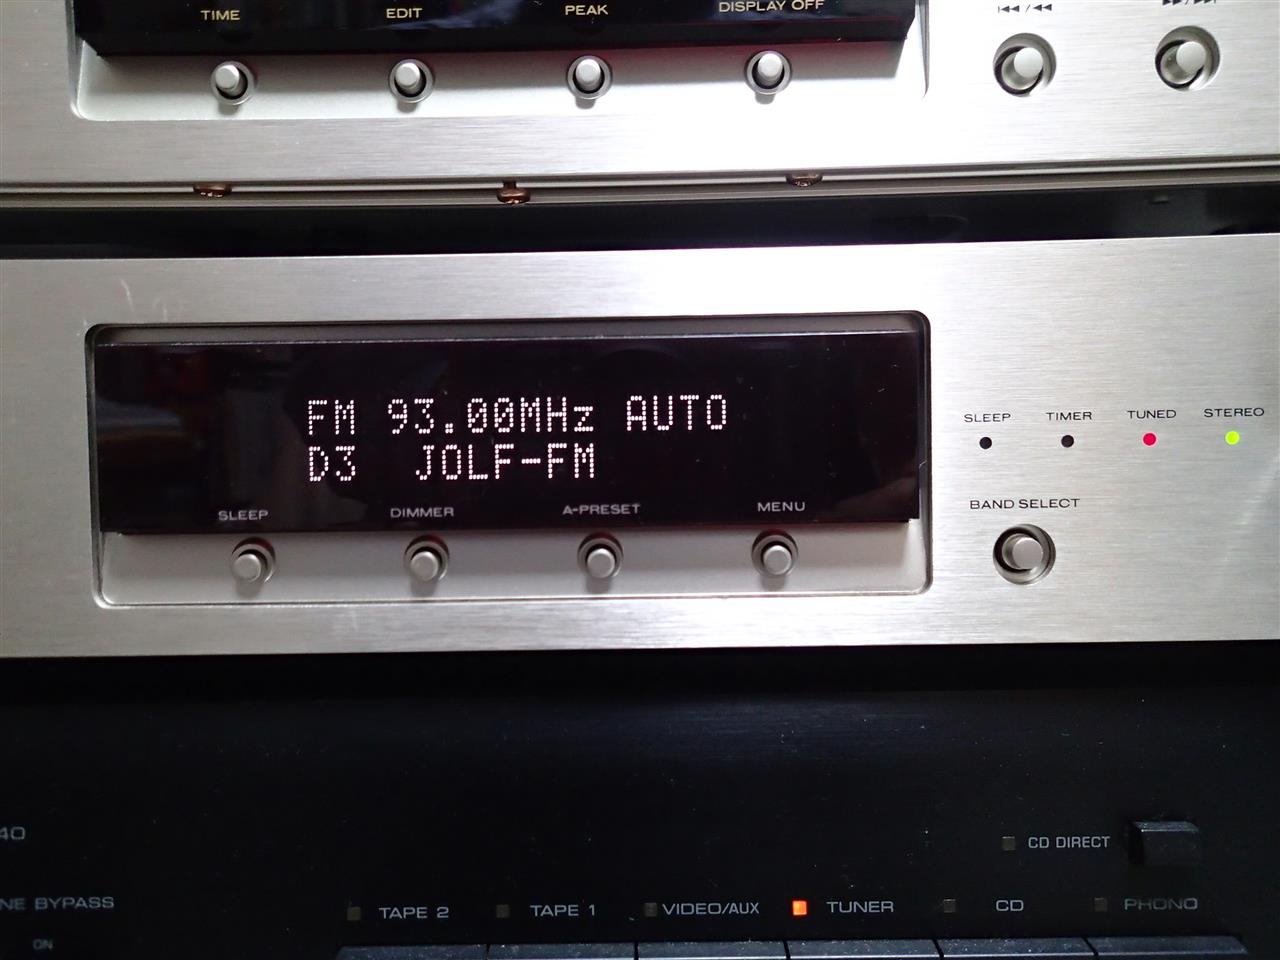 TIME EDIT PEAK DISPLAY OFF
FM 93.00MHz AUTO
D3 JOLF-FM
SLEEP DIMMER A-PRESET MENU
SLEEP TIMER TUNED STEREO
BAND SELECT
40
CD DIRECT
NE BYPASS
TAPE 2 TAPE 1 VIDEO/AUX TUNER CD PHONO
ON